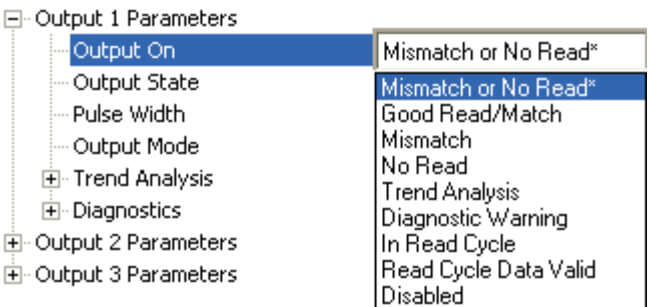 Output 1 Parameters
Output On
Mismatch or No Read*
Output State
Pulse Width
Output Mode
Trend Analysis
Diagnostics
Output 2 Parameters
Output 3 Parameters
Mismatch or No Read*
Good Read/Match
Mismatch
No Read
Trend Analysis
Diagnostic Warning
In Read Cycle
Read Cycle Data Valid
Disabled